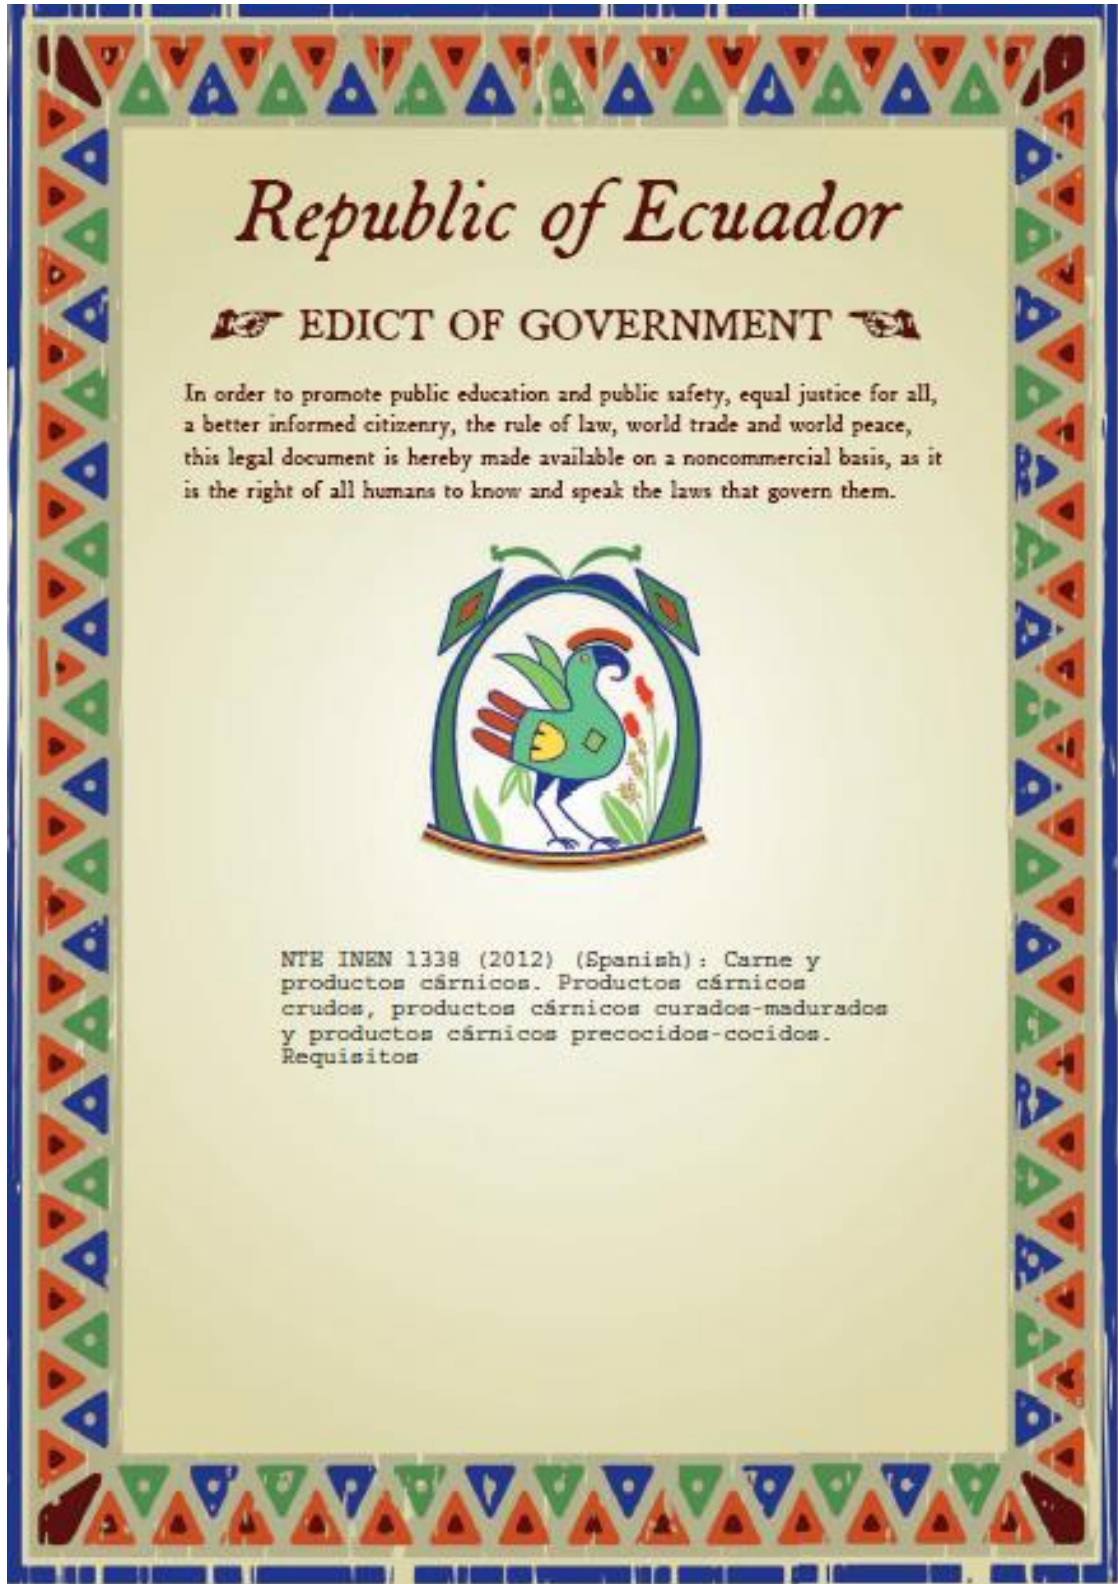 Republic of Ecuador
EDICT OF GOVERNMENT
In order to promote public education and public safety, equal justice for all,
a better informed citizenry, the rule of law, world trade and world peace,
this legal document is hereby made available on a noncommercial basis, as it
is the right of all humans to know and speak the laws that govern them.
NTE INEN 1338 (2012) (Spanish): Carne y
productos cárnicos. Productos cárnicos
crudos, productos cárnicos curados-madurados
y productos cárnicos precocidos-cocidos.
Requisitos